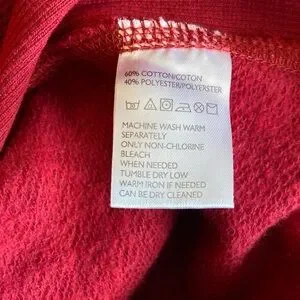 60% COTTON/COTON
40% POLYESTER/POLYERSTER
MACHINE WASH WARM
SEPARATELY
ONLY NON-CHLORINE
BLEACH
WHEN NEEDED
TUMBLE DRY LOW
WARM IRON IF NEEDED
CAN BE DRY CLEANED